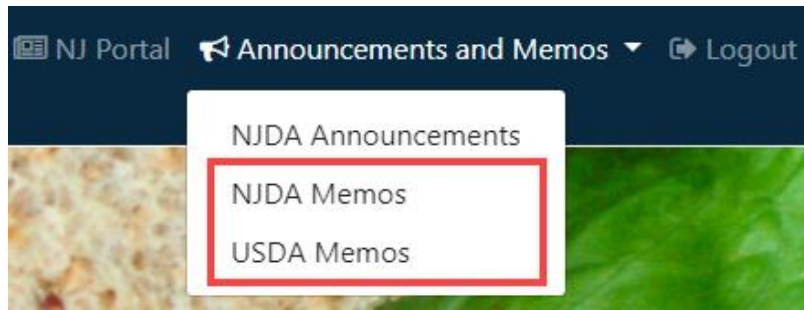 NJ Portal Announcements and Memos Logout
NJDA Announcements
NJDA Memos
USDA Memos